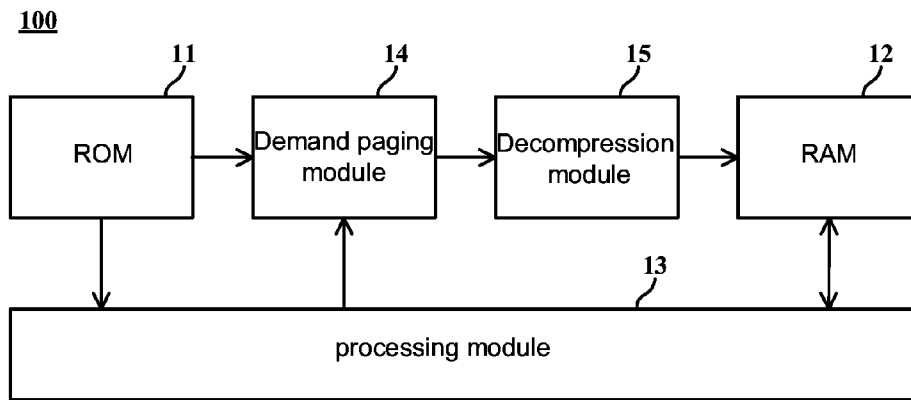 100
11
14
15
12
ROM
Demand paging
module
Decompression
module
RAM
13
processing module